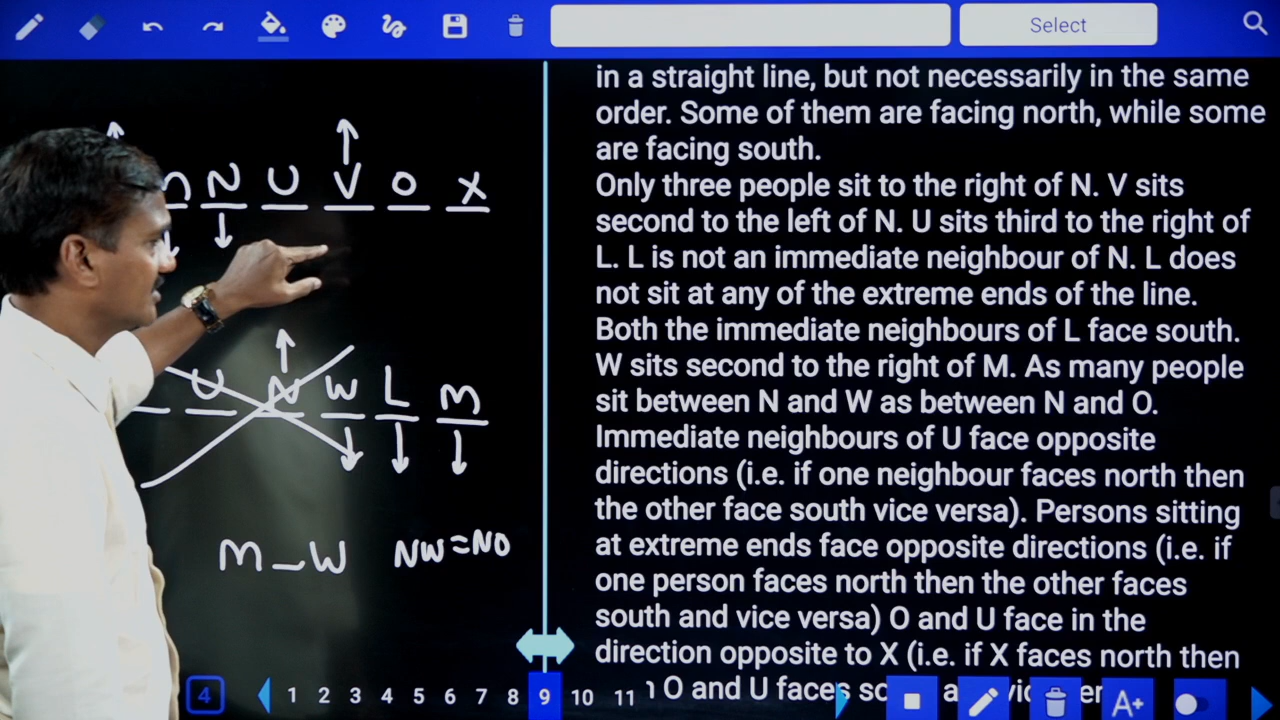 Select
in a straight line, but not necessarily in the same
order. Some of them are facing north, while some
are facing south.
Only three people sit to the right of N. V sits
second to the left of N. U sits third to the right of
L. L is not an immediate neighbour of N. L does
not sit at any of the extreme ends of the line.
Both the immediate neighbours of L face south.
W sits second to the right of M. As many people
sit between N and W as between N and O.
Immediate neighbours of U face opposite
directions (i.e. if one neighbour faces north then
the other face south vice versa). Persons sitting
at extreme ends face opposite directions (i.e. if
one person faces north then the other faces
south and vice versa) O and U face in the
direction opposite to X (i.e. if X faces north then
O and U faces
N U V O X
U N W L M
M _ W NW = NO
4 1 2 3 4 5 6 7 8 9 10 11
A+